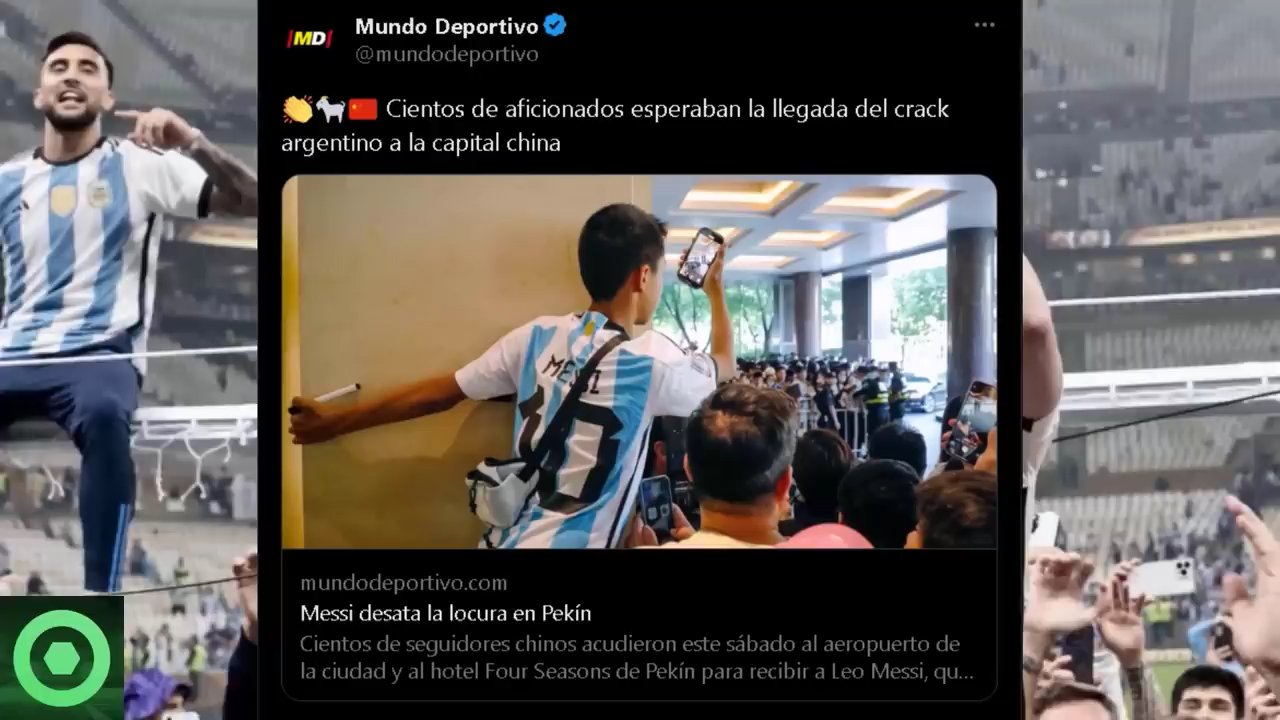 MD
Mundo Deportivo
@mundodeportivo
Cientos de aficionados esperaban la llegada del crack
argentino a la capital china
MESSI
10
mundodeportivo.com
Messi desata la locura en Pekín
Cientos de seguidores chinos acudieron este sábado al aeropuerto de
la ciudad y al hotel Four Seasons de Pekín para recibir a Leo Messi, qu...